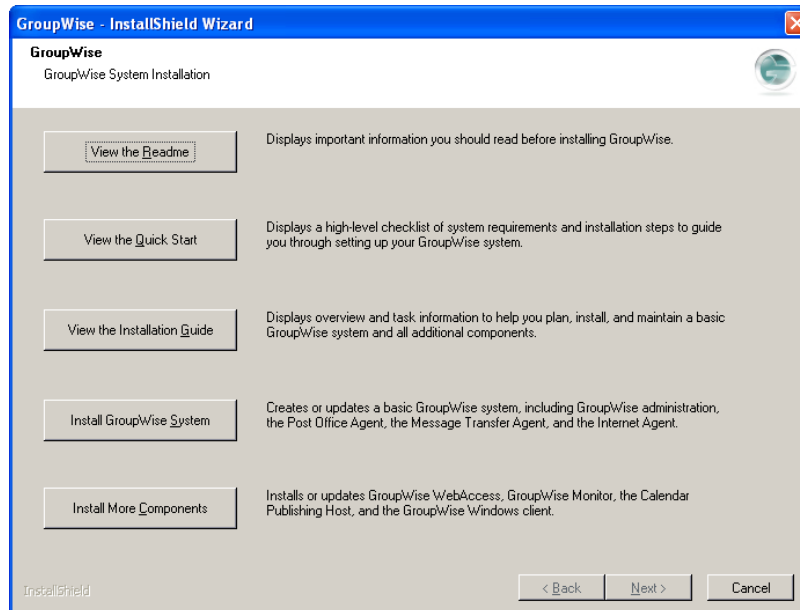 GroupWise - InstallShield Wizard
GroupWise
GroupWise System Installation
View the Readme
Displays important information you should read before installing GroupWise.
View the Quick Start
Displays a high-level checklist of system requirements and installation steps to guide
you through setting up your GroupWise system.
View the Installation Guide
Displays overview and task information to help you plan, install, and maintain a basic
GroupWise system and all additional components.
Install GroupWise System
Creates or updates a basic GroupWise system, including GroupWise administration,
the Post Office Agent, the Message Transfer Agent, and the Internet Agent.
Install More Components
Installs or updates GroupWise WebAccess, GroupWise Monitor, the Calendar
Publishing Host, and the GroupWise Windows client.
InstallShield
< Back
Next >
Cancel